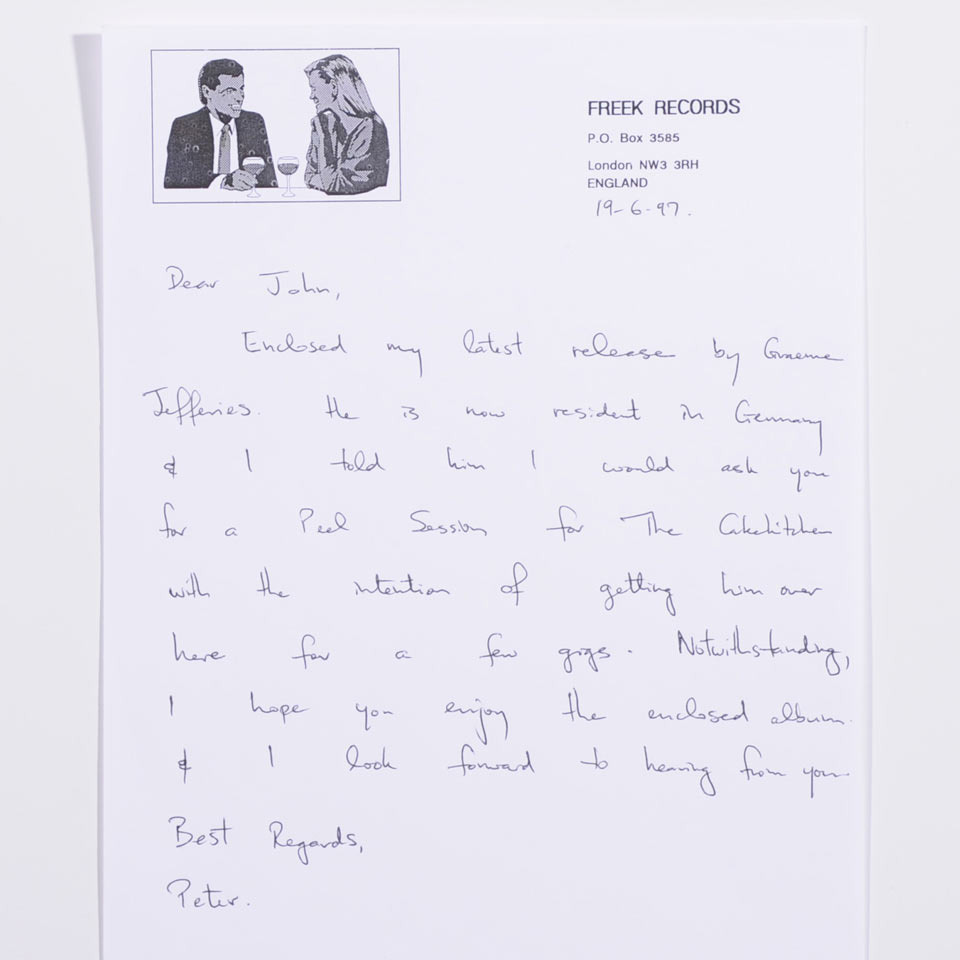 FREEK RECORDS
P.O. Box 3585
London NW3 3RH
ENGLAND
19-6-97.
Dear John,
Enclosed my latest release by Graeme
Jefferies. He is now resident in Germany
& I told him I would ask you
for a Peel Session for The Cakekitchen
with the intention of getting him over
here for a few gigs. Notwithstanding,
I hope you enjoy the enclosed album
& I look forward to hearing from you
Best Regards,
Peter.